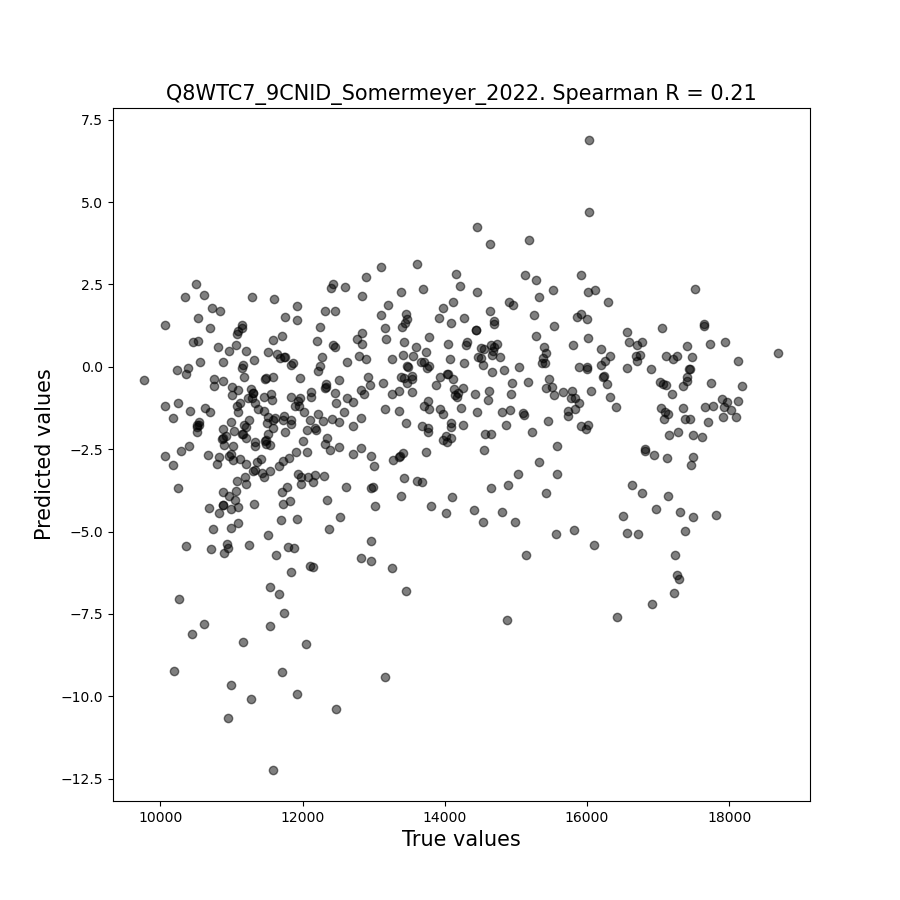 Q8WTC7_9CNID_Somermeyer_2022. Spearman R = 0.21
7.5
5.0
2.5
0.0
−2.5
−5.0
−7.5
−10.0
−12.5
Predicted values
10000 12000 14000 16000 18000
True values